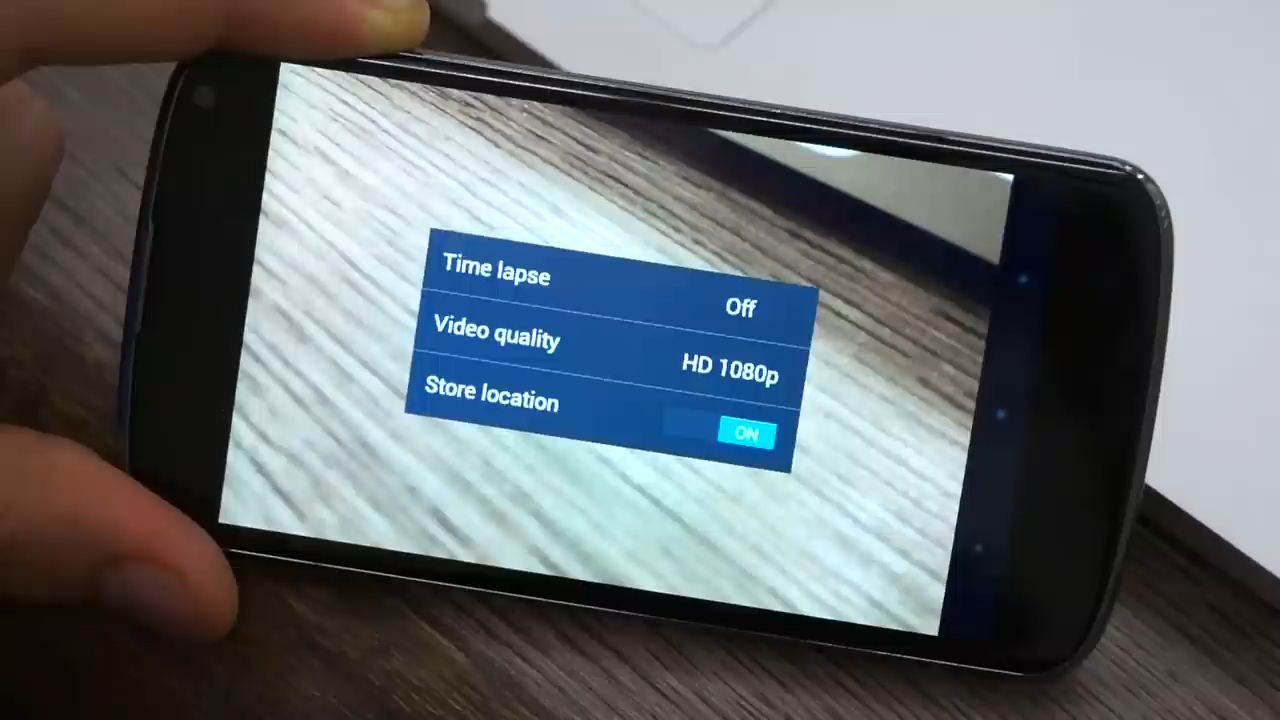 Time lapse
Off
Video quality
HD 1080p
Store location
ON